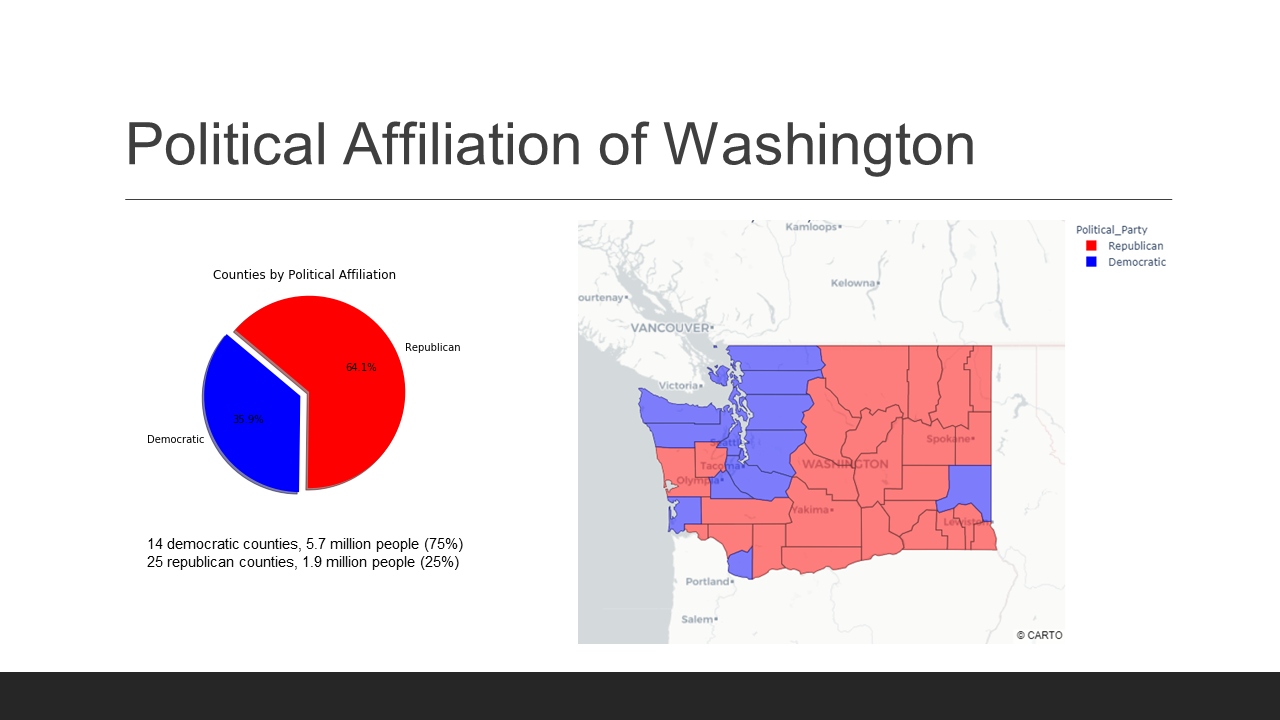 Political Affiliation of Washington
Counties by Political Affiliation
Republican
64.1%
35.9%
Democratic
14 democratic counties, 5.7 million people (75%)
25 republican counties, 1.9 million people (25%)
Kamloops
Kelowna
ourtenay
VANCOUVER
Victoria
Seattle
Spokane
Tacoma
WASHINGTON
Olympia
Yakima
Lewiston
Portland
Salem
© CARTO
Political_Party
Republican
Democratic